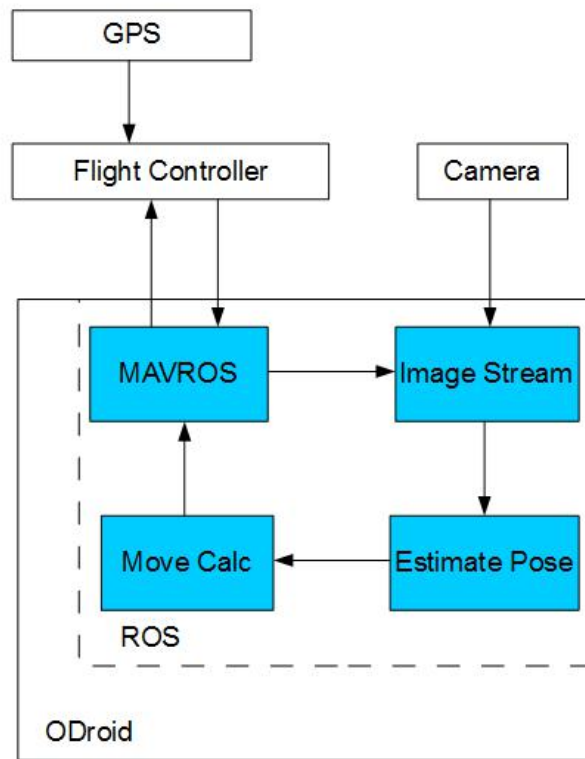 GPS
Flight Controller
Camera
MAVROS
Image Stream
Move Calc
Estimate Pose
ROS
ODroid